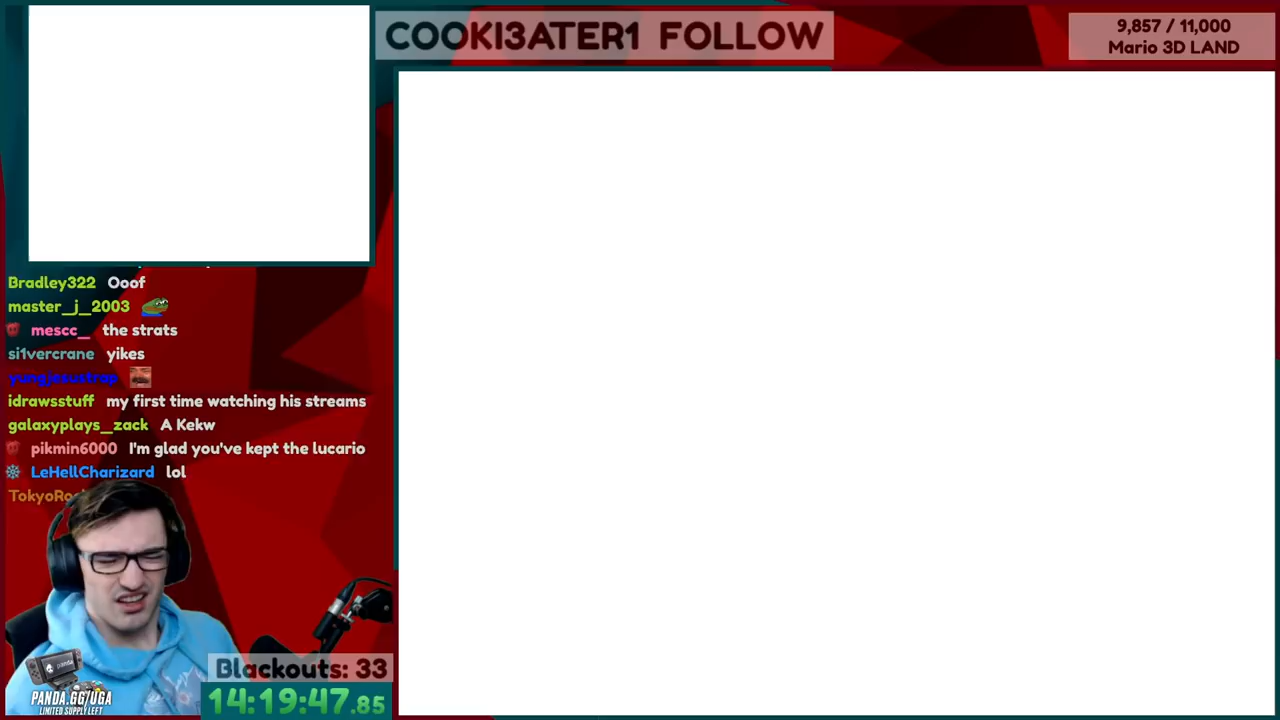 COOKI3ATER1 FOLLOW
9,857 / 11,000
Mario 3D LAND
Bradley322 Ooof
master_j_2003
mescc_ the strats
si1vercrane yikes
yungjesustrap
idrawsstuff my first time watching his streams
galaxyplays_zack A Kekw
pikmin6000 I'm glad you've kept the lucario
LeHellCharizard lol
panda
PANDA.GG/UGA
LIMITED SUPPLY LEFT
Blackouts: 33
14:19:47.85